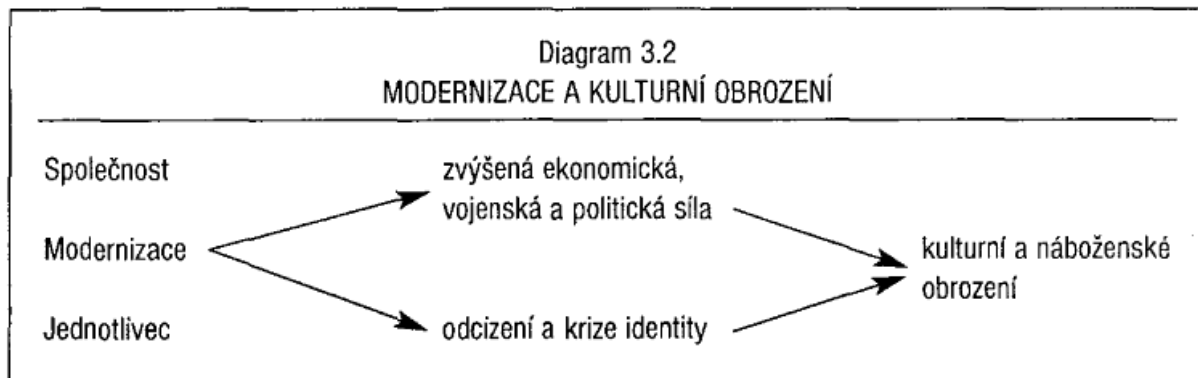 Diagram 3.2
MODERNIZACE A KULTURNÍ OBROZENÍ
Společnost
zvýšená ekonomická,
vojenská a politická síla
Modernizace
kulturní a náboženské
obrození
Jednotlivec
odcizení a krize identity